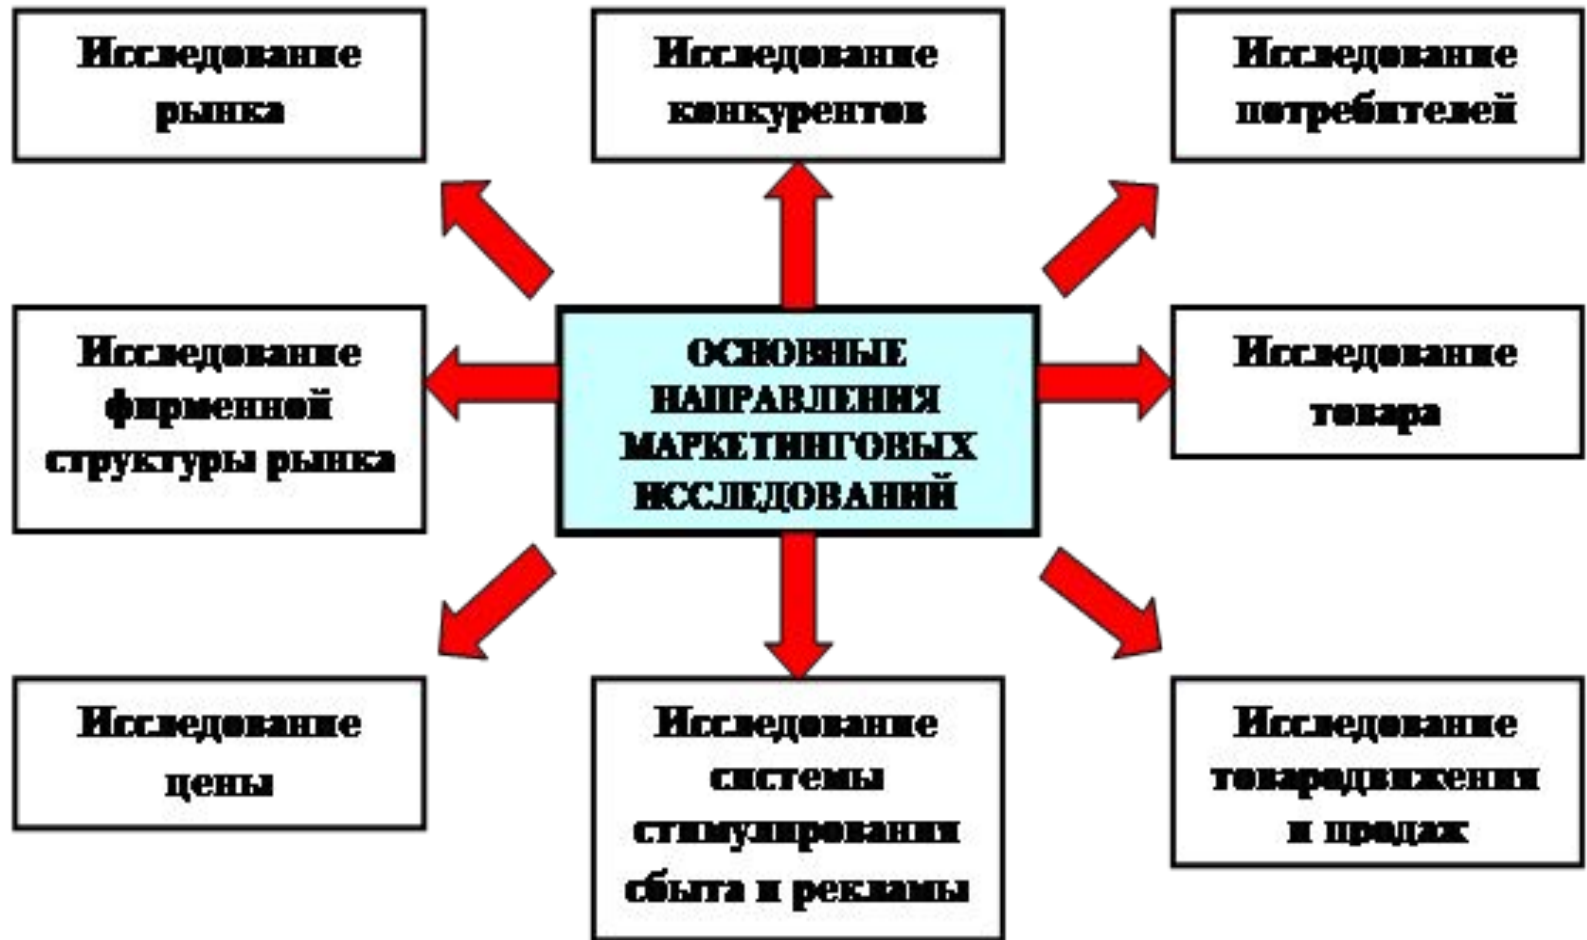 Исследование
рынка
Исследование
конкурентов
Исследование
потребителей
Исследование
фирменной
структуры рынка
ОСНОВНЫЕ
НАПРАВЛЕНИЯ
МАРКЕТИНГОВЫХ
ИССЛЕДОВАНИЙ
Исследование
товара
Исследование
цены
Исследование
системы
стимулирования
сбыта и рекламы
Исследование
товародвижения
и продаж